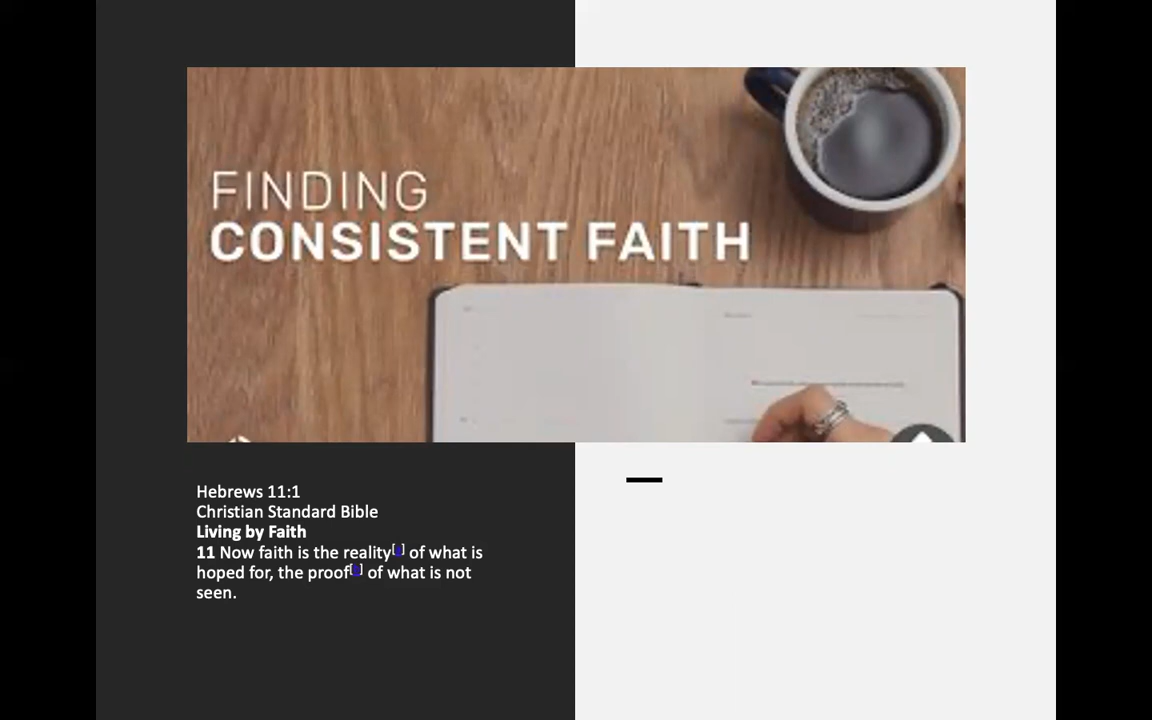 FINDING
CONSISTENT FAITH
Hebrews 11:1
Christian Standard Bible
Living by Faith
11 Now faith is the reality[] of what is
hoped for, the proof[] of what is not
seen.